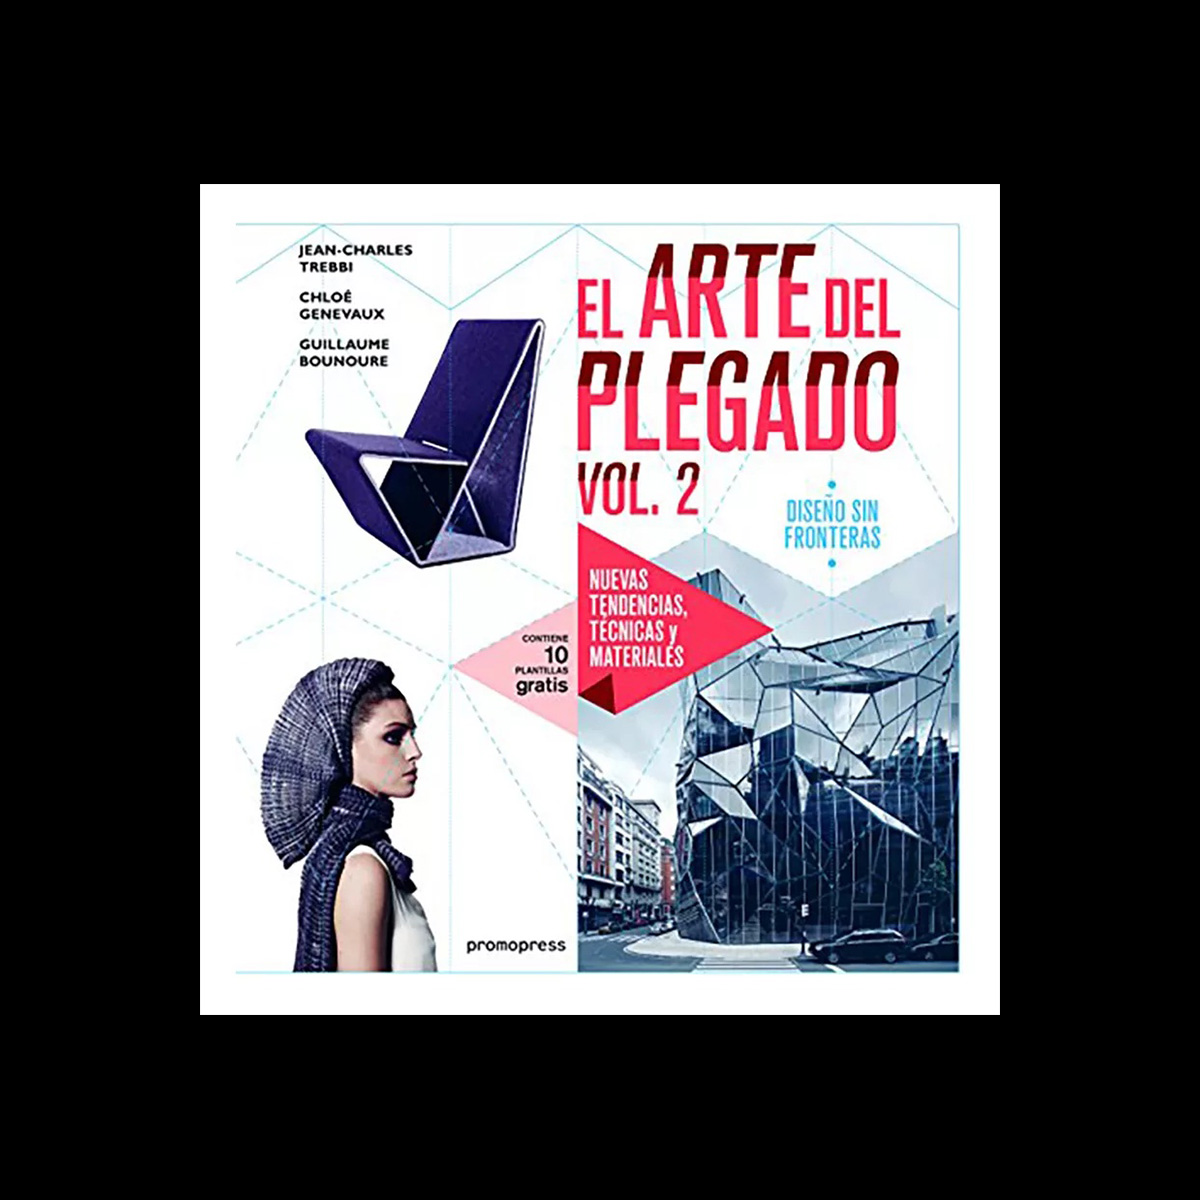 JEAN-CHARLES
TREBBI
CHLOÉ
GENEVAUX
GUILLAUME
BOUNOURE
EL ARTE DEL
PLEGADO
VOL. 2
DISEÑO SIN
FRONTERAS
NUEVAS
TENDENCIAS,
TÉCNICAS y
MATERIALES
CONTIENE
10
PLANTILLAS
gratis
promopress